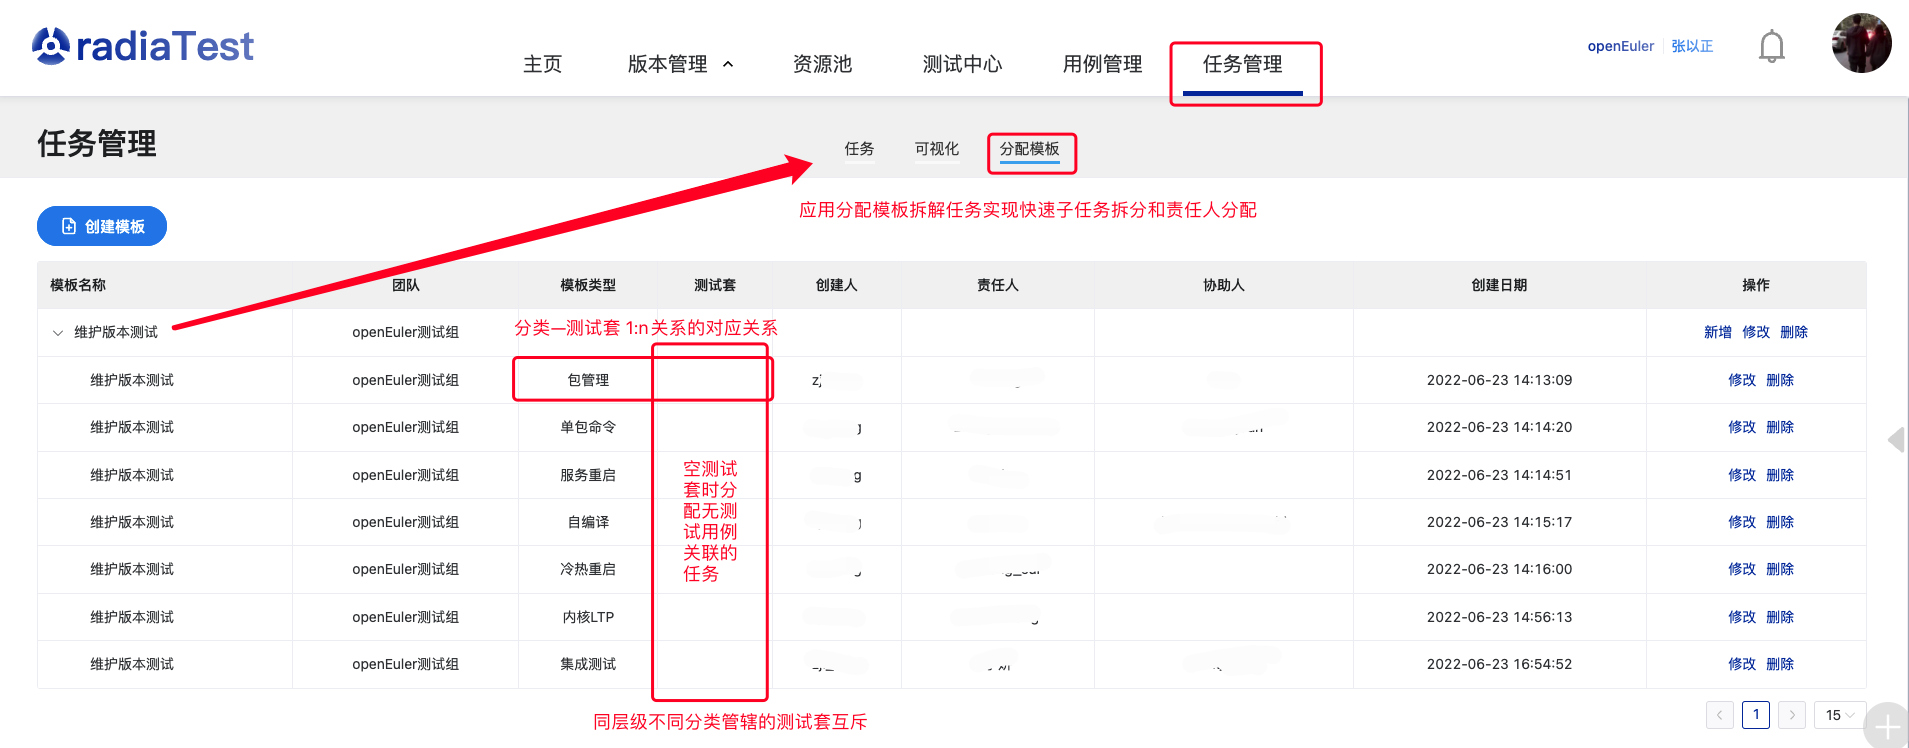 radiaTest
主页 版本管理 资源池 测试中心 用例管理 任务管理
openEuler 张以正
任务管理
任务 可视化 分配模板
应用分配模板拆解任务实现快速子任务拆分和责任人分配
创建模板
模板名称 团队 模板类型 测试套 创建人 责任人 协助人 创建日期 操作
分类—测试套 1:n关系的对应关系
维护版本测试 openEuler测试组 新增 修改 删除
维护版本测试 openEuler测试组 包管理 2022-06-23 14:13:09 修改 删除
维护版本测试 openEuler测试组 单包命令 2022-06-23 14:14:20 修改 删除
维护版本测试 openEuler测试组 服务重启 2022-06-23 14:14:51 修改 删除
维护版本测试 openEuler测试组 自编译 2022-06-23 14:15:17 修改 删除
维护版本测试 openEuler测试组 冷热重启 2022-06-23 14:16:00 修改 删除
维护版本测试 openEuler测试组 内核LTP 2022-06-23 14:56:13 修改 删除
维护版本测试 openEuler测试组 集成测试 2022-06-23 16:54:52 修改 删除
空测试
套时分
配无测
试用例
关联的
任务
1 15
同层级不同分类管辖的测试套互斥